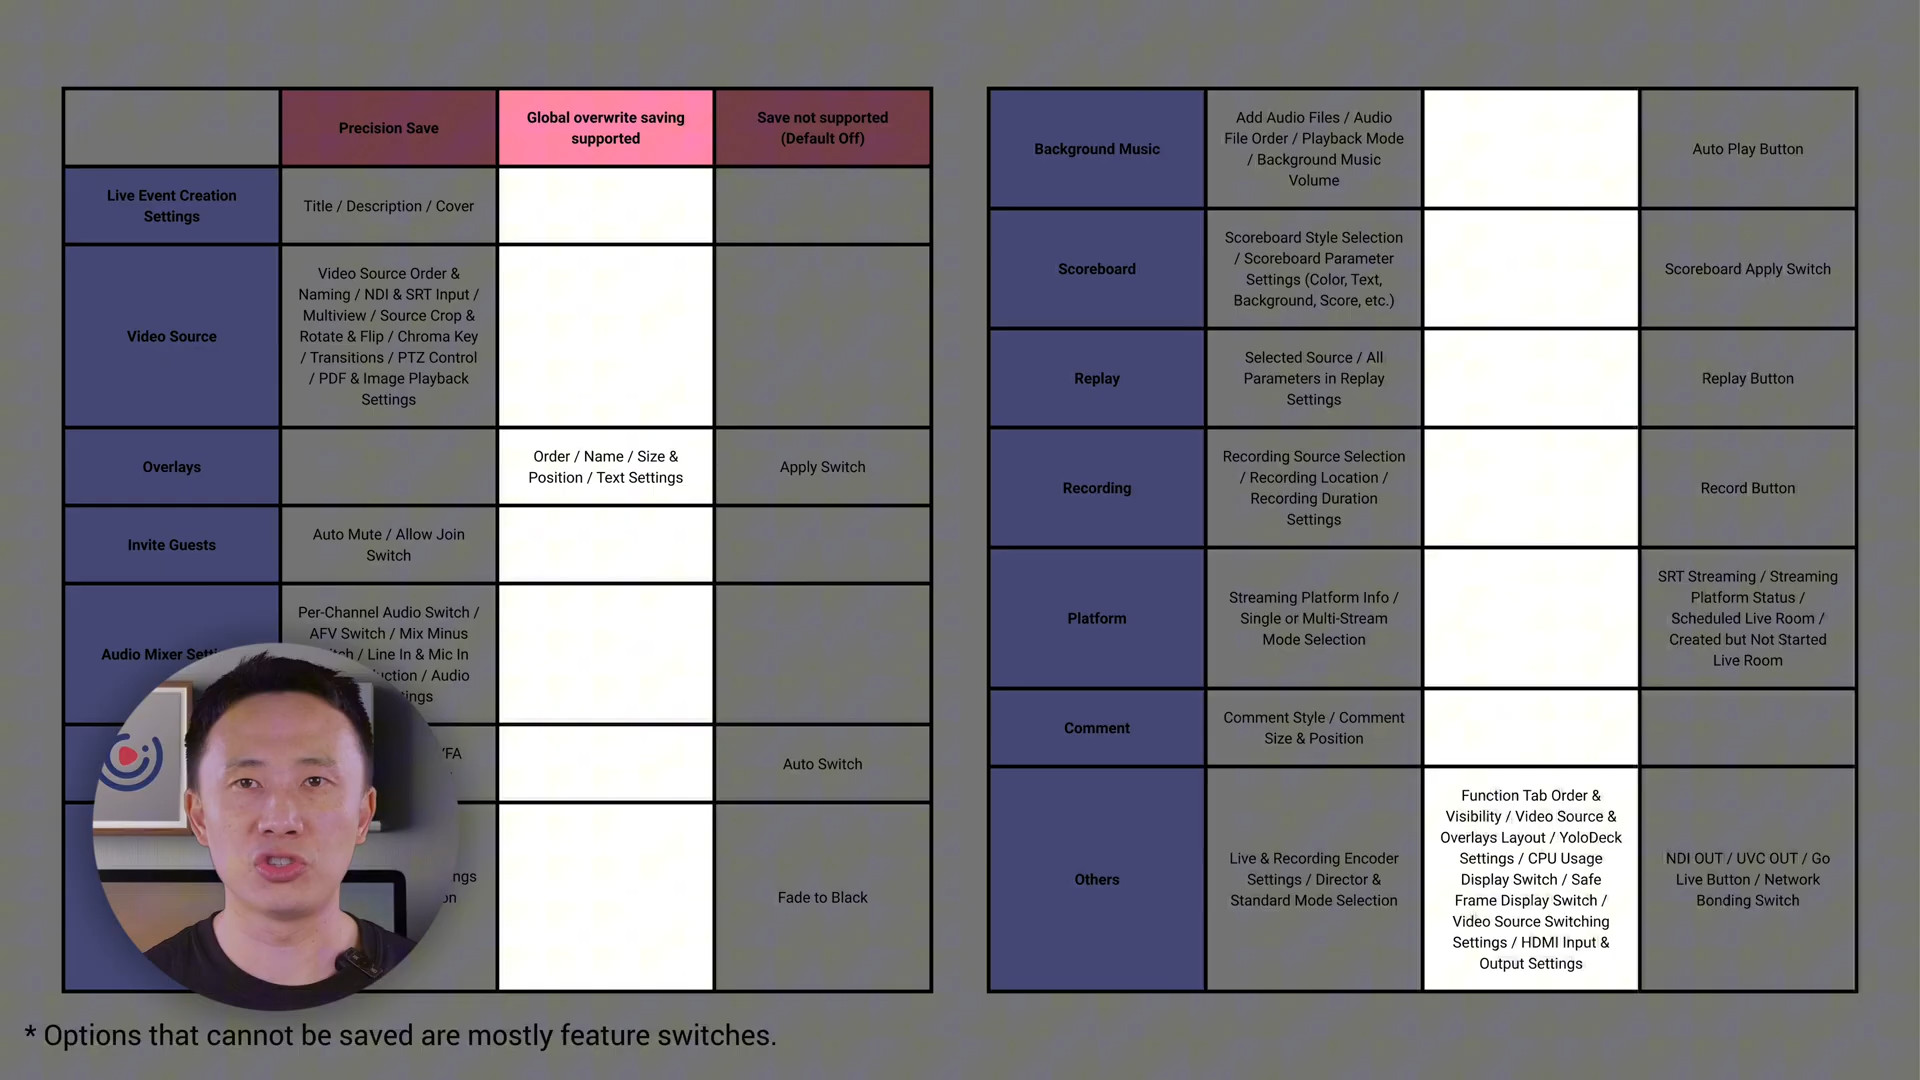 Precision Save
Global overwrite saving
supported
Save not supported
(Default Off)
Live Event Creation
Settings
Title / Description / Cover
Video Source
Video Source Order &
Naming / NDI & SRT Input /
Multiview / Source Crop &
Rotate & Flip / Chroma Key
/ Transitions / PTZ Control
/ PDF & Image Playback
Settings
Overlays
Order / Name / Size &
Position / Text Settings
Apply Switch
Invite Guests
Auto Mute / Allow Join
Switch
Audio Mixer
Per-Channel Audio Switch /
AFV Switch / Mix Minus
/ Line In & Mic In
/ Audio
Auto Switch
Fade to Black
Background Music
Add Audio Files / Audio
File Order / Playback Mode
/ Background Music
Volume
Auto Play Button
Scoreboard
Scoreboard Style Selection
/ Scoreboard Parameter
Settings (Color, Text,
Background, Score, etc.)
Scoreboard Apply Switch
Replay
Selected Source / All
Parameters in Replay
Settings
Replay Button
Recording
Recording Source Selection
/ Recording Location /
Recording Duration
Settings
Record Button
Platform
Streaming Platform Info /
Single or Multi-Stream
Mode Selection
SRT Streaming / Streaming
Platform Status /
Scheduled Live Room /
Created but Not Started
Live Room
Comment
Comment Style / Comment
Size & Position
Others
Live & Recording Encoder
Settings / Director &
Standard Mode Selection
Function Tab Order &
Visibility / Video Source &
Overlays Layout / YoloDeck
Settings / CPU Usage
Display Switch / Safe
Frame Display Switch /
Video Source Switching
Settings / HDMI Input &
Output Settings
NDI OUT / UVC OUT / Go
Live Button / Network
Bonding Switch
* Options that cannot be saved are mostly feature switches.